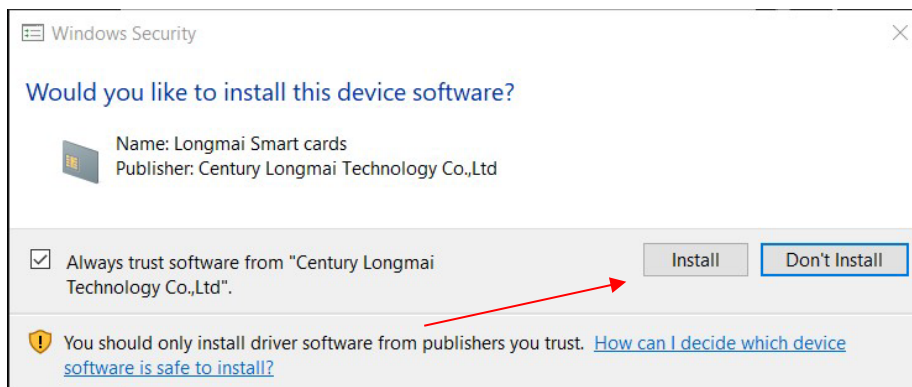 Windows Security
Would you like to install this device software?
Name: Longmai Smart cards
Publisher: Century Longmai Technology Co.,Ltd
Always trust software from "Century Longmai
Technology Co.,Ltd".
Install
Don't Install
You should only install driver software from publishers you trust. How can I decide which device
software is safe to install?